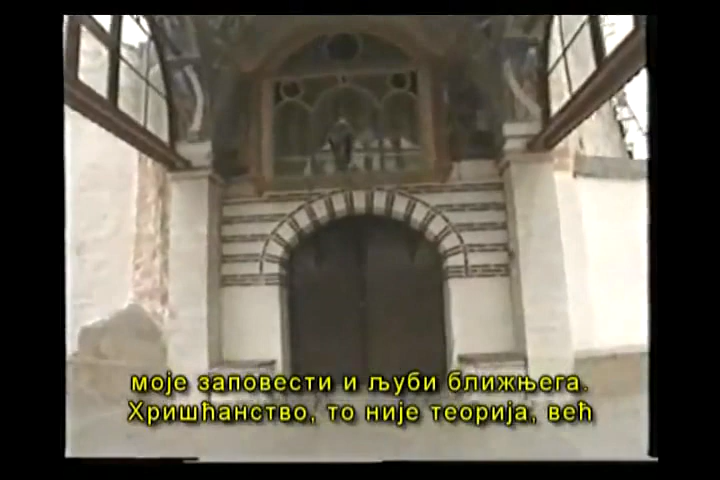 моје заповести и љуби ближњега.
Хришћанство, то није теорија, већ